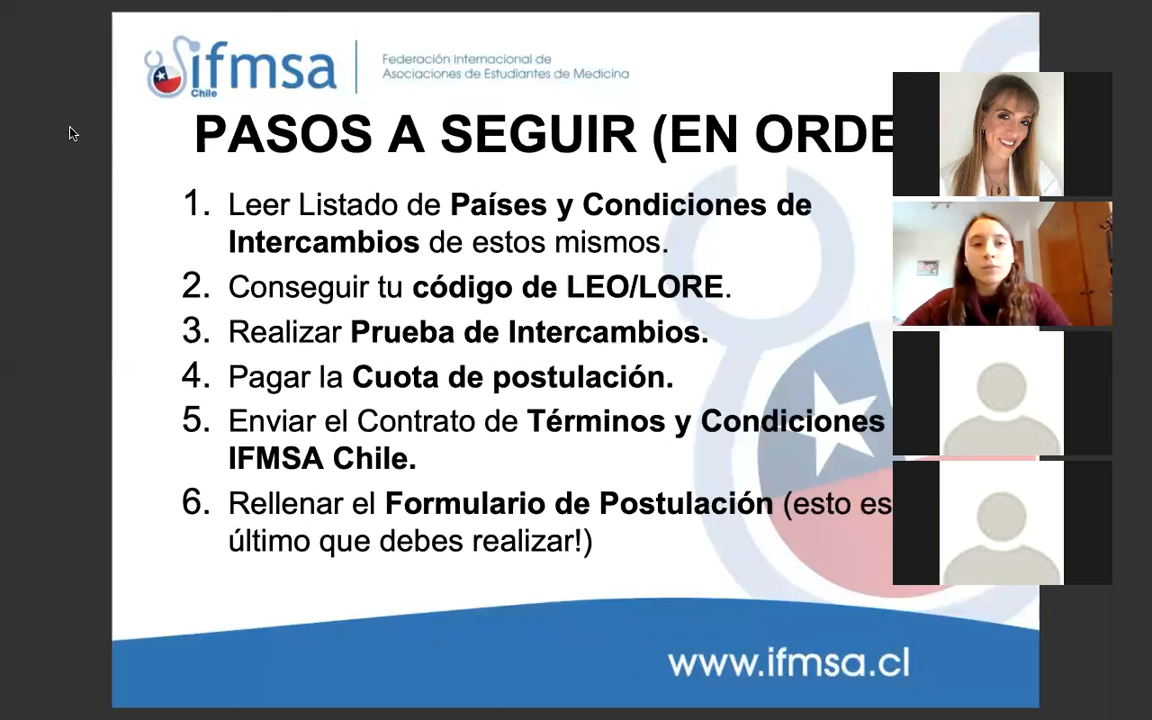 ifmsa
Chile
Federación Internacional de
Asociaciones de Estudiantes de Medicina
PASOS A SEGUIR (EN ORDE
1. Leer Listado de Países y Condiciones de
Intercambios de estos mismos.
2. Conseguir tu código de LEO/LORE.
3. Realizar Prueba de Intercambios.
4. Pagar la Cuota de postulación.
5. Enviar el Contrato de Términos y Condiciones
IFMSA Chile.
6. Rellenar el Formulario de Postulación (esto es
último que debes realizar!)
www.ifmsa.cl